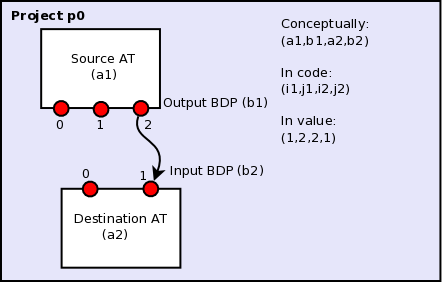 Project p0
Source AT
(a1)
0
1
2
Output BDP (b1)
Input BDP (b2)
0
1
Destination AT
(a2)
Conceptually:
(a1,b1,a2,b2)
In code:
(i1,j1,i2,j2)
In value:
(1,2,2,1)